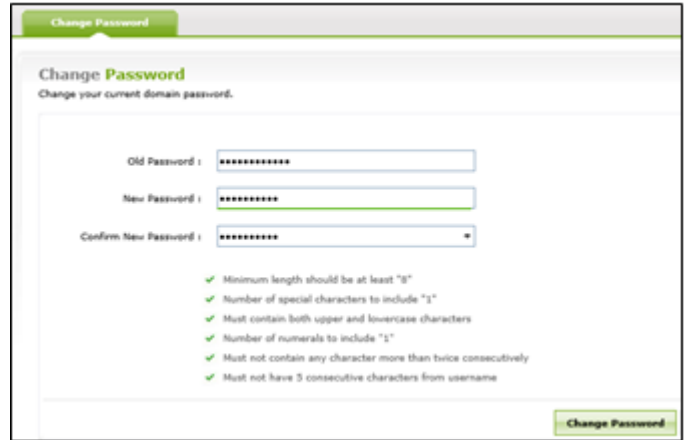 Change Password
Change Password
Change your current domain password.
Old Password : ••••••••••••
New Password : ••••••••••
Confirm New Password : ••••••••••
Minimum length should be at least "8"
Number of special characters to include "1"
Must contain both upper and lowercase characters
Number of numerals to include "1"
Must not contain any character more than twice consecutively
Must not have 5 consecutive characters from username
Change Password